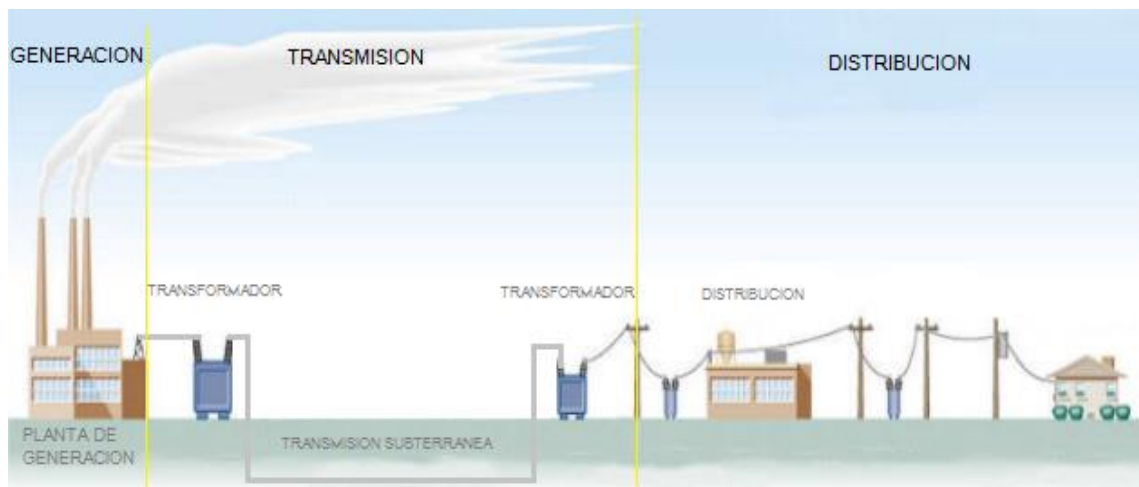 GENERACION
TRANSMISION
DISTRIBUCION
TRANSFORMADOR
TRANSFORMADOR
DISTRIBUCION
PLANTA DE
GENERACION
TRANSMISION SUBTERRANEA